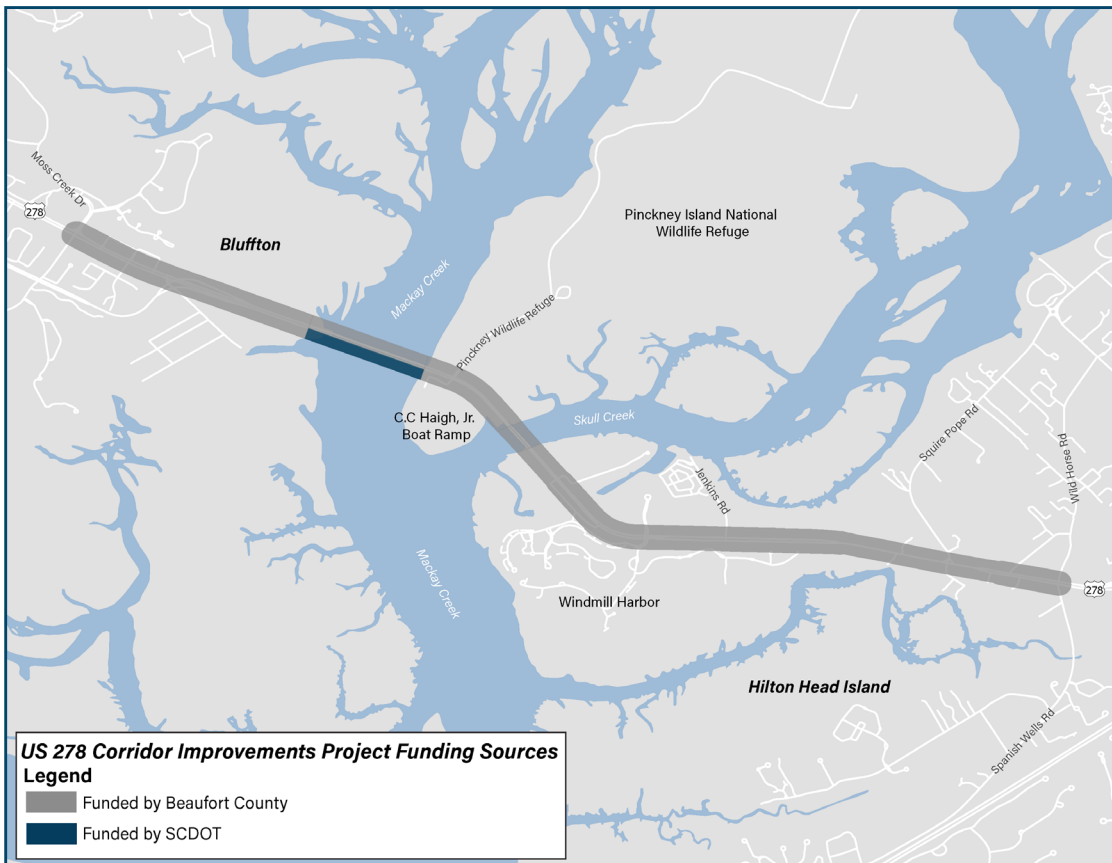 Moss Creek Dr
278
Bluffton
Mackay Creek
Pinckney Island National
Wildlife Refuge
Pinckney Wildlife Refuge
C.C Haigh, Jr.
Boat Ramp
Skull Creek
Squire Pope Rd
Wild Horse Rd
Jenkins Rd
Mackay Creek
Windmill Harbor
278
Hilton Head Island
Spanish Wells Rd
US 278 Corridor Improvements Project Funding Sources
Legend
Funded by Beaufort County
Funded by SCDOT